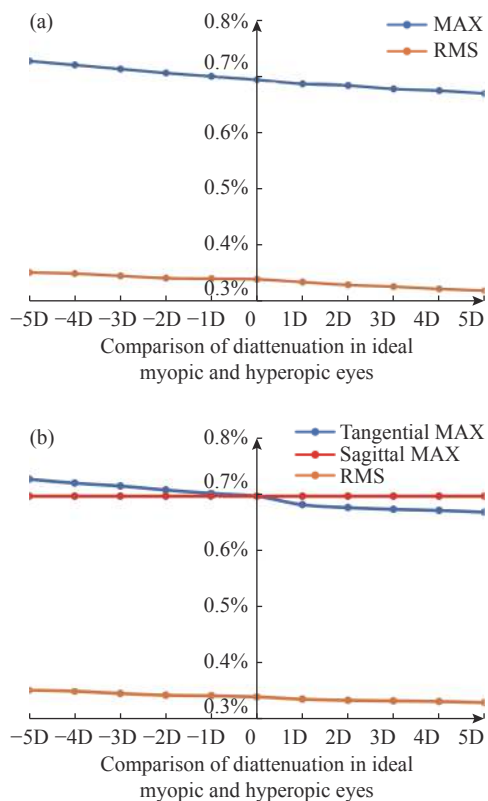 (a)
0.8%
MAX
RMS
0.7%
0.6%
0.5%
0.4%
0.3%
−5D −4D −3D −2D −1D 0 1D 2D 3D 4D 5D
Comparison of diattenuation in ideal
myopic and hyperopic eyes
(b)
0.8%
Tangential MAX
Sagittal MAX
RMS
0.7%
0.6%
0.5%
0.4%
0.3%
−5D −4D −3D −2D −1D 0 1D 2D 3D 4D 5D
Comparison of diattenuation in ideal
myopic and hyperopic eyes